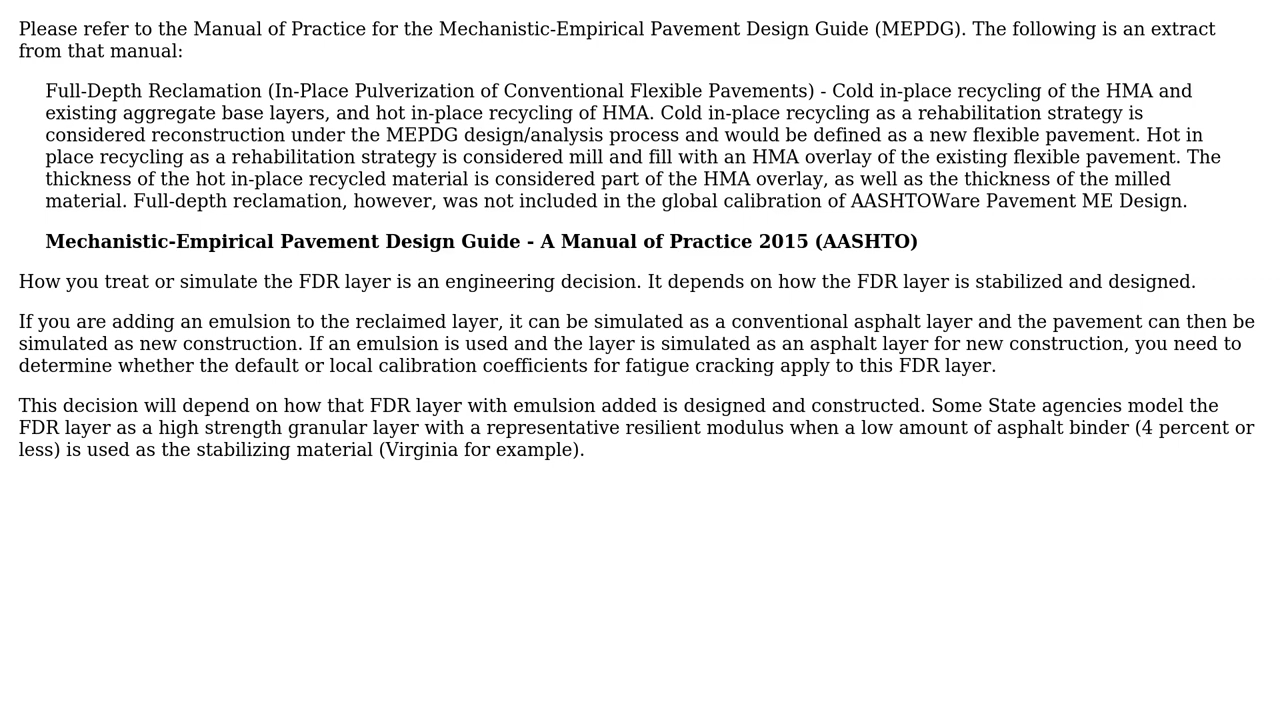 Please refer to the Manual of Practice for the Mechanistic-Empirical Pavement Design Guide (MEPDG). The following is an extract
from that manual:
Full-Depth Reclamation (In-Place Pulverization of Conventional Flexible Pavements) - Cold in-place recycling of the HMA and
existing aggregate base layers, and hot in-place recycling of HMA. Cold in-place recycling as a rehabilitation strategy is
considered reconstruction under the MEPDG design/analysis process and would be defined as a new flexible pavement. Hot in
place recycling as a rehabilitation strategy is considered mill and fill with an HMA overlay of the existing flexible pavement. The
thickness of the hot in-place recycled material is considered part of the HMA overlay, as well as the thickness of the milled
material. Full-depth reclamation, however, was not included in the global calibration of AASHTOWare Pavement ME Design.
Mechanistic-Empirical Pavement Design Guide - A Manual of Practice 2015 (AASHTO)
How you treat or simulate the FDR layer is an engineering decision. It depends on how the FDR layer is stabilized and designed.
If you are adding an emulsion to the reclaimed layer, it can be simulated as a conventional asphalt layer and the pavement can then be
simulated as new construction. If an emulsion is used and the layer is simulated as an asphalt layer for new construction, you need to
determine whether the default or local calibration coefficients for fatigue cracking apply to this FDR layer.
This decision will depend on how that FDR layer with emulsion added is designed and constructed. Some State agencies model the
FDR layer as a high strength granular layer with a representative resilient modulus when a low amount of asphalt binder (4 percent or
less) is used as the stabilizing material (Virginia for example).